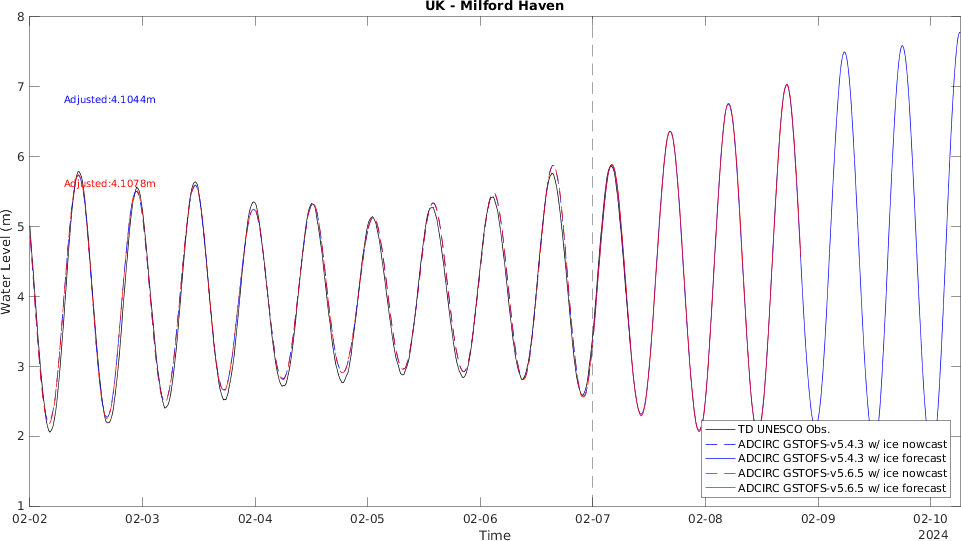 UK - Milford Haven
8
7
6
5
4
3
2
1
Water Level (m)
Adjusted:4.1044m
Adjusted:4.1078m
TD UNESCO Obs.
ADCIRC GSTOFS-v5.4.3 w/ ice nowcast
ADCIRC GSTOFS-v5.4.3 w/ ice forecast
ADCIRC GSTOFS-v5.6.5 w/ ice nowcast
ADCIRC GSTOFS-v5.6.5 w/ ice forecast
02-02 02-03 02-04 02-05 02-06 02-07 02-08 02-09 02-10
Time
2024